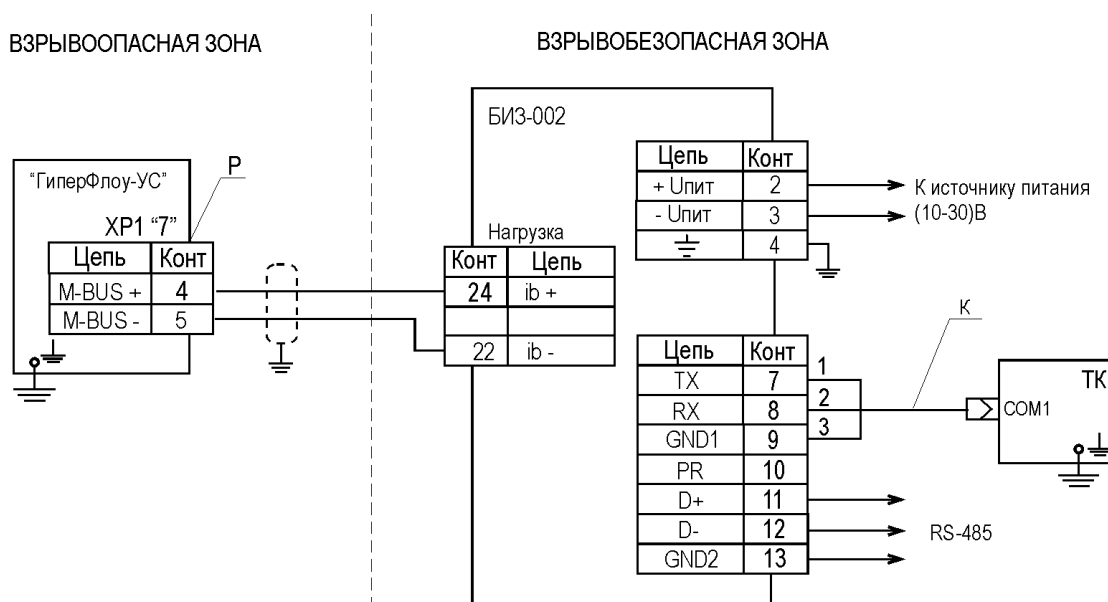 ВЗРЫВООПАСНАЯ ЗОНА
ВЗРЫВОБЕЗОПАСНАЯ ЗОНА
"ГиперФлоу-УС"
Р
XP1 "7"
Цепь Конт
M-BUS + 4
M-BUS - 5
БИЗ-002
Цепь Конт
+ Uпит 2
- Uпит 3
4
К источнику питания
(10-30)В
Нагрузка
Конт Цепь
24 ib +
22 ib -
Цепь Конт
TX 7
RX 8
GND1 9
PR 10
D+ 11
D- 12
GND2 13
1
2
3
К
COM1
ТК
RS-485